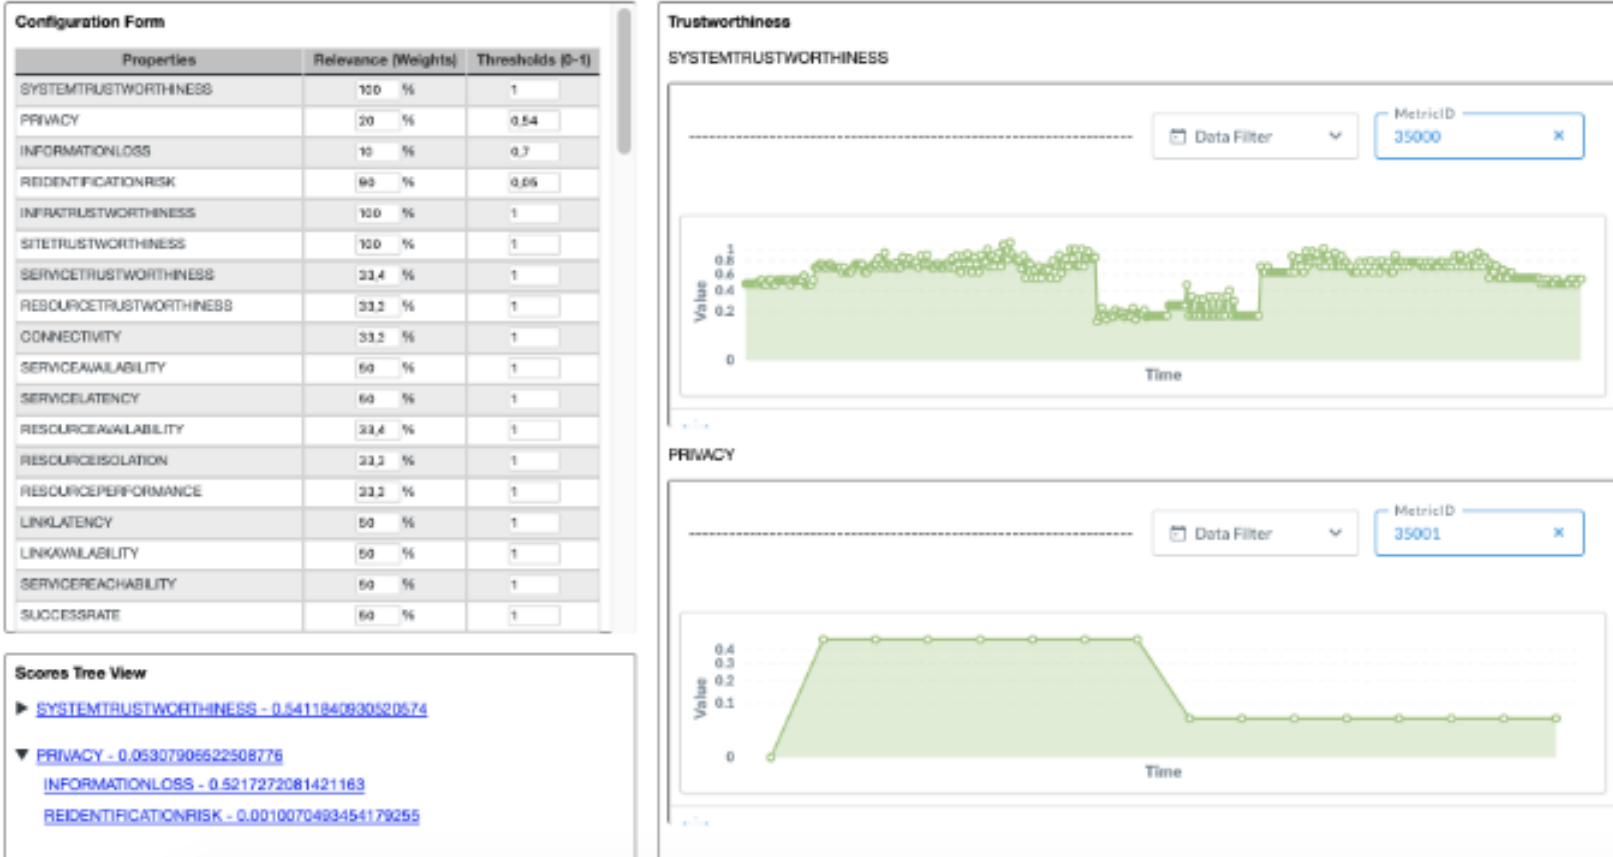 Configuration Form
Properties Relevance (Weights) Thresholds (0-1)
SYSTEMTRUSTWORTHINESS 100 % 1
PRIVACY 20 % 0,54
INFORMATIONLOSS 10 % 0,7
REIDENTIFICATIONRISK 90 % 0,05
INFRATRUSTWORTHINESS 100 % 1
SITETRUSTWORTHINESS 100 % 1
SERVICETRUSTWORTHINESS 33,4 % 1
RESOURCETRUSTWORTHINESS 33,3 % 1
CONNECTIVITY 33,3 % 1
SERVICEAVAILABILITY 50 % 1
SERVICELATENCY 50 % 1
RESOURCEAVAILABILITY 33,4 % 1
RESOURCEISOLATION 33,3 % 1
RESOURCEPERFORMANCE 33,3 % 1
LINKLATENCY 50 % 1
LINKAVAILABILITY 50 % 1
SERVICEREACHABILITY 50 % 1
SUCCESSRATE 50 % 1
Scores Tree View
SYSTEMTRUSTWORTHINESS - 0.5411840930520574
PRIVACY - 0.05307906522508776
INFORMATIONLOSS - 0.5217272081421163
REIDENTIFICATIONRISK - 0.0010070493454179255
Trustworthiness
SYSTEMTRUSTWORTHINESS
Data Filter
MetricID
35000
1
0.8
0.6
0.4
0.2
0
Value
Time
PRIVACY
Data Filter
MetricID
35001
0.4
0.3
0.2
0.1
0
Value
Time